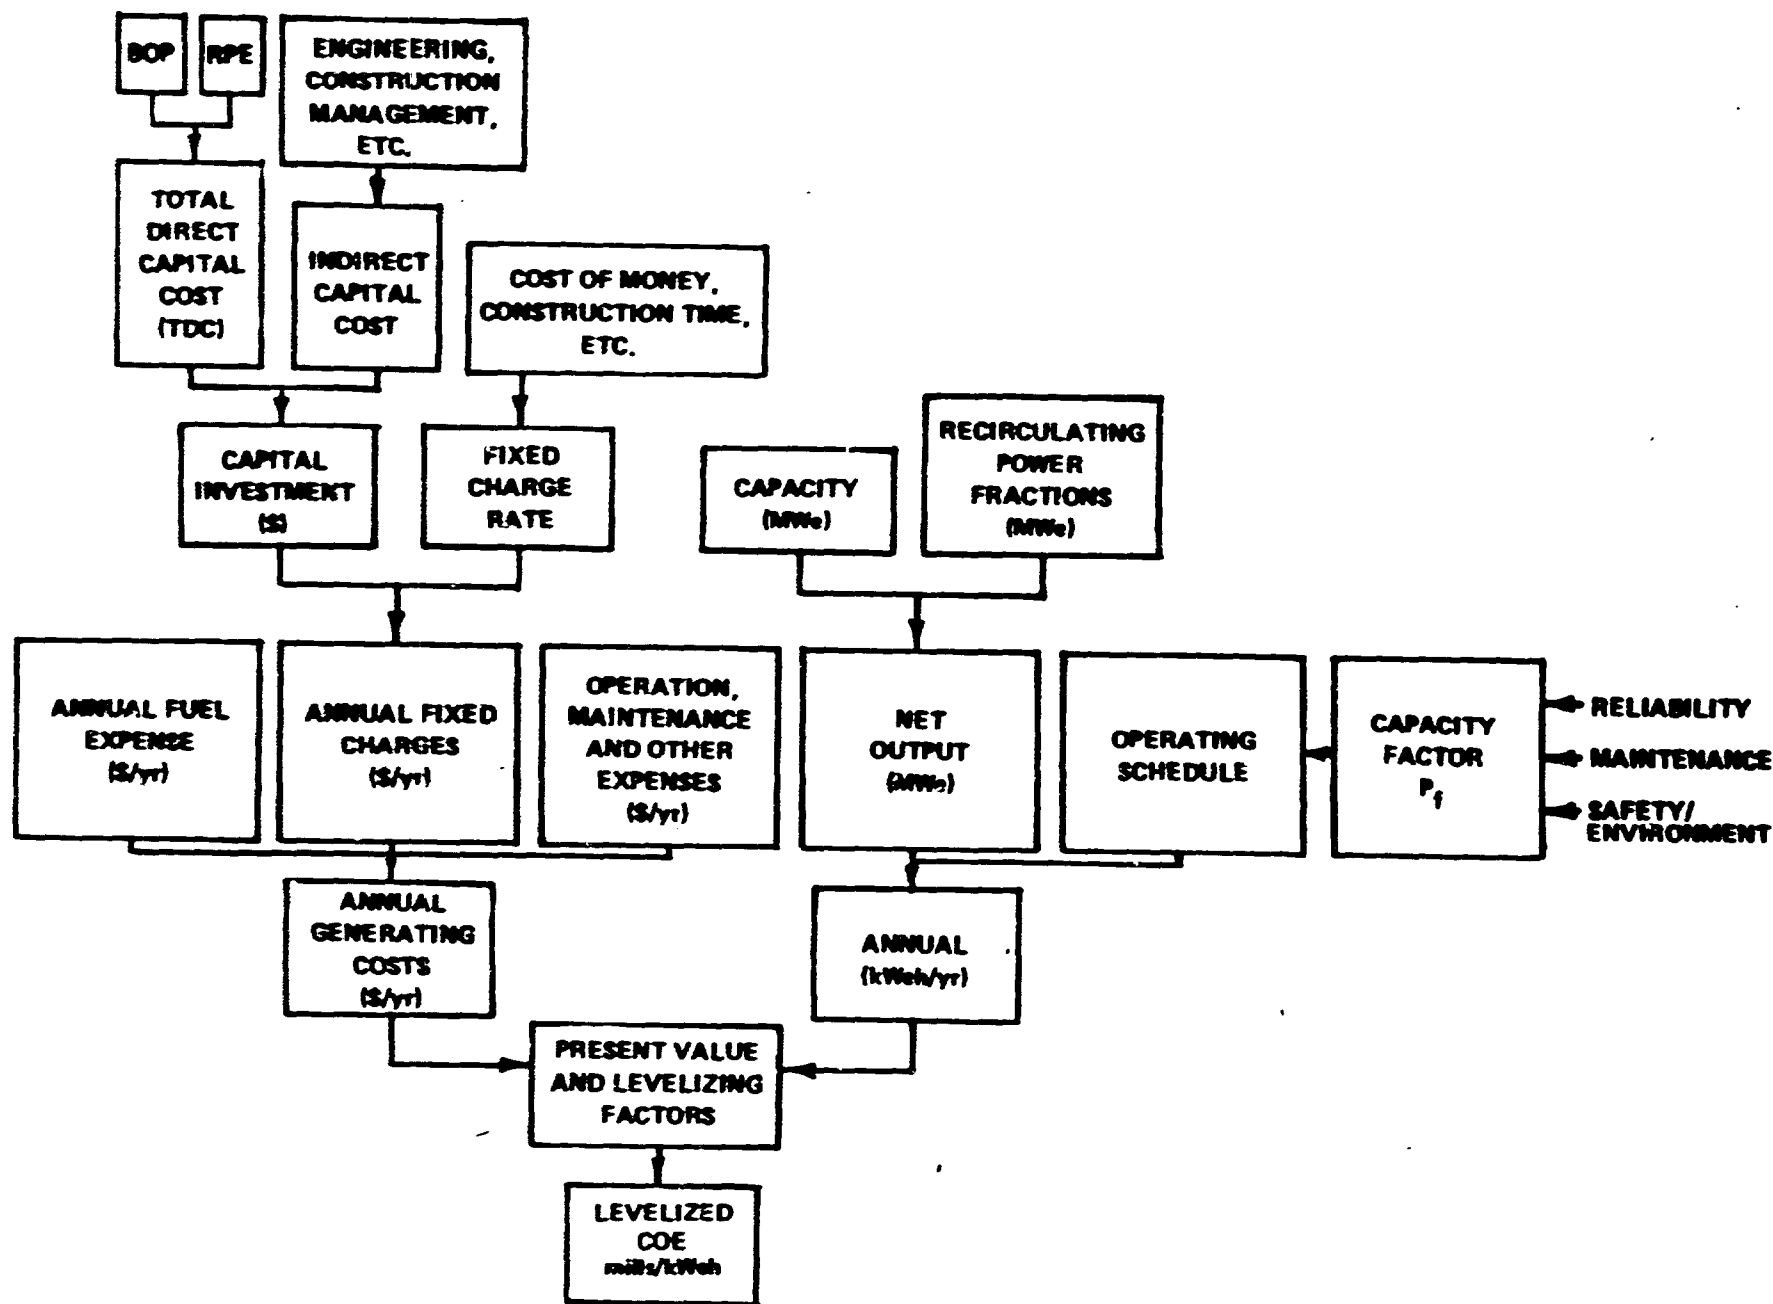 BOP
RPE
ENGINEERING,
CONSTRUCTION
MANAGEMENT,
ETC.
TOTAL
DIRECT
CAPITAL
COST
(TDC)
INDIRECT
CAPITAL
COST
COST OF MONEY,
CONSTRUCTION TIME,
ETC.
CAPITAL
INVESTMENT
($)
FIXED
CHARGE
RATE
CAPACITY
(MWe)
RECIRCULATING
POWER
FRACTIONS
(MWe)
ANNUAL FUEL
EXPENSE
($/yr)
ANNUAL FIXED
CHARGES
($/yr)
OPERATION,
MAINTENANCE
AND OTHER
EXPENSES
($/yr)
NET
OUTPUT
(MWe)
OPERATING
SCHEDULE
CAPACITY
FACTOR
Pf
RELIABILITY
MAINTENANCE
SAFETY/
ENVIRONMENT
ANNUAL
GENERATING
COSTS
($/yr)
ANNUAL
(kWeh/yr)
PRESENT VALUE
AND LEVELIZING
FACTORS
LEVELIZED
COE
mills/kWeh